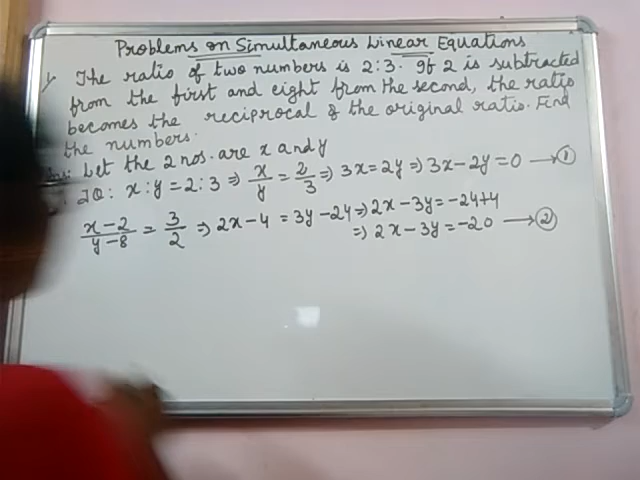 Problems on Simultaneous Linear Equations
1) The ratio of two numbers is 2:3. If 2 is subtracted
from the first and eight from the second, the ratio
becomes the reciprocal of the original ratio. Find
the numbers.
Let the 2 nos. are x and y
x:y = 2:3 ⇒ x/y = 2/3 ⇒ 3x = 2y ⇒ 3x - 2y = 0 → ①
x-2/y-8 = 3/2 ⇒ 2x - 4 = 3y - 24 ⇒ 2x - 3y = -24+4
⇒ 2x - 3y = -20 → ②